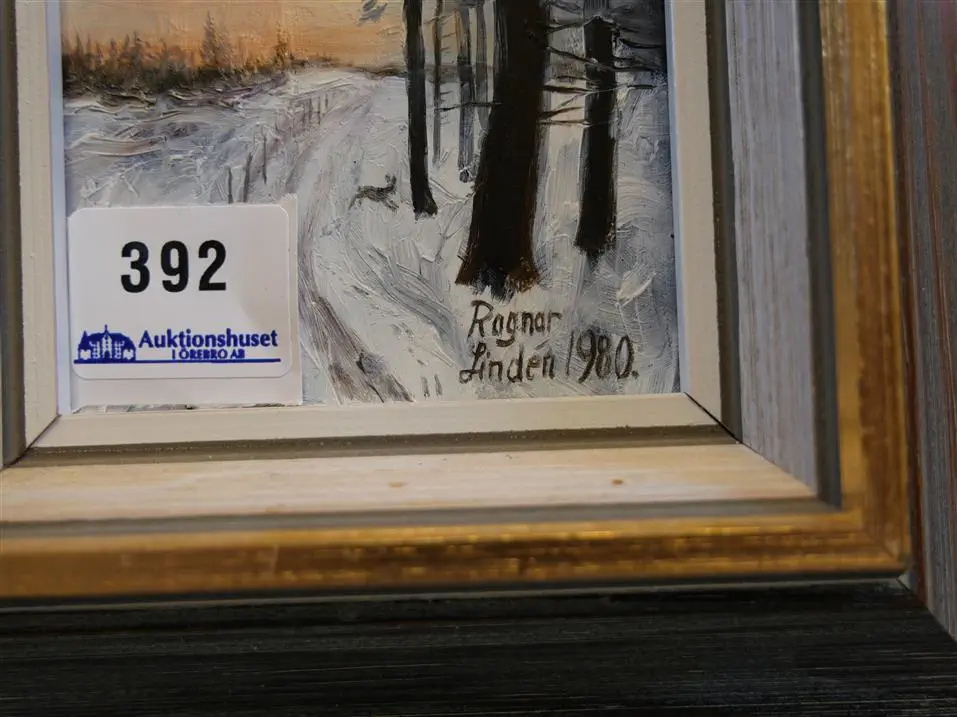 392
Auktionshuset
I ÖREBRO AB
Ragnar
Lindén 1980.